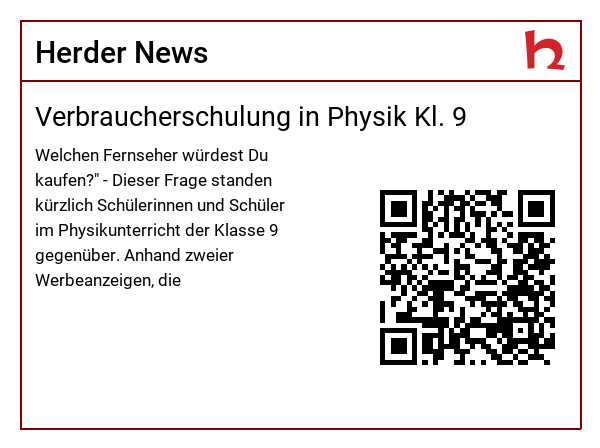 Herder News
Verbraucherschulung in Physik Kl. 9
Welchen Fernseher würdest Du
kaufen?" - Dieser Frage standen
kürzlich Schülerinnen und Schüler
im Physikunterricht der Klasse 9
gegenüber. Anhand zweier
Werbeanzeigen, die